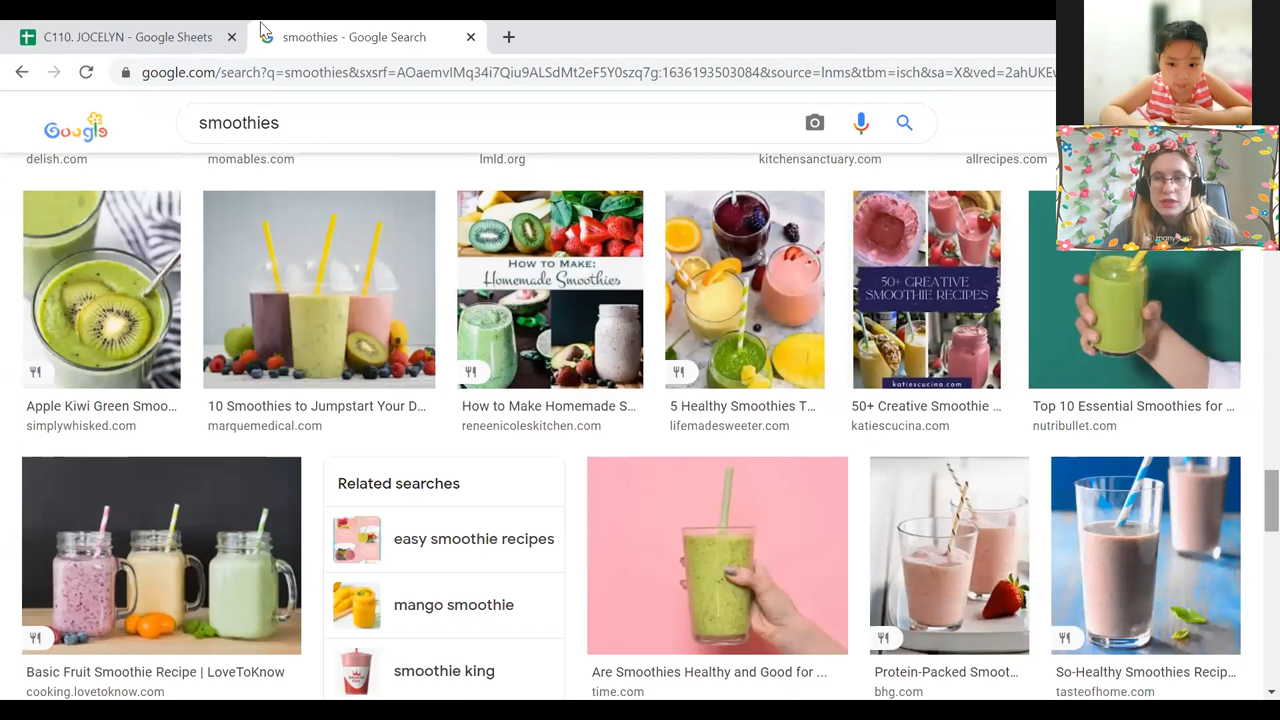 C110. JOCELYN - Google Sheets
smoothies - Google Search
google.com/search?q=smoothies&sxsrf=AOaemvIMq34i7Qiu9ALSdMt2eF5Y0szq7g:1636193503084&source=lnms&tbm=isch&sa=X&ved=2ahUKEw
Google
smoothies
delish.com
momables.com
lmld.org
kitchensanctuary.com
allrecipes.com
HOW TO MAKE:
Homemade Smoothies
50+ CREATIVE
SMOOTHIE RECIPES
katiescucina.com
Apple Kiwi Green Smoo...
10 Smoothies to Jumpstart Your D...
How to Make Homemade S...
5 Healthy Smoothies T...
50+ Creative Smoothie ...
Top 10 Essential Smoothies for ...
simplywhisked.com
marquemedical.com
reneenicoleskitchen.com
lifemadesweeter.com
katiescucina.com
nutribullet.com
Related searches
easy smoothie recipes
mango smoothie
smoothie king
Basic Fruit Smoothie Recipe | LoveToKnow
Are Smoothies Healthy and Good for ...
Protein-Packed Smoot...
So-Healthy Smoothies Recip...
cooking.lovetoknow.com
time.com
bhg.com
tasteofhome.com